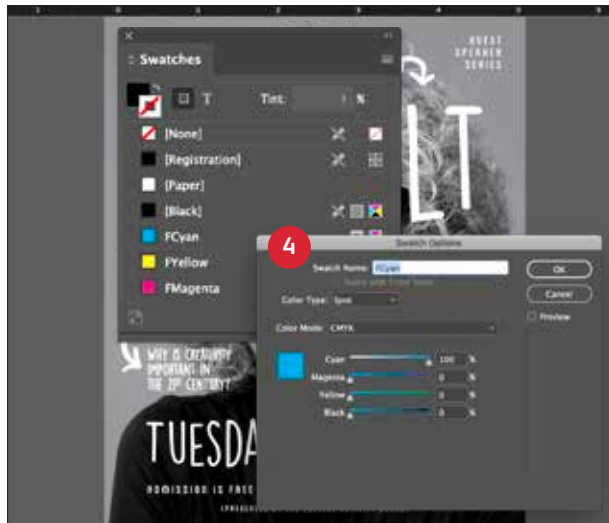 GUEST
SPEAKER
SERIES
Swatches
T
Tint:
%
LT
[None]
[Registration]
[Paper]
[Black]
FCyan
FYellow
FMagenta
4
Swatch Options
Swatch Name: FCyan
OK
Color Type: Spot
Cancel
Preview
Color Mode: CMYK
Cyan 100 %
Magenta 0 %
Yellow 0 %
Black 0 %
WHY IS CREATIVITY
IMPORTANT IN
THE 21ST CENTURY?
TUESDA
ADMISSION IS FREE